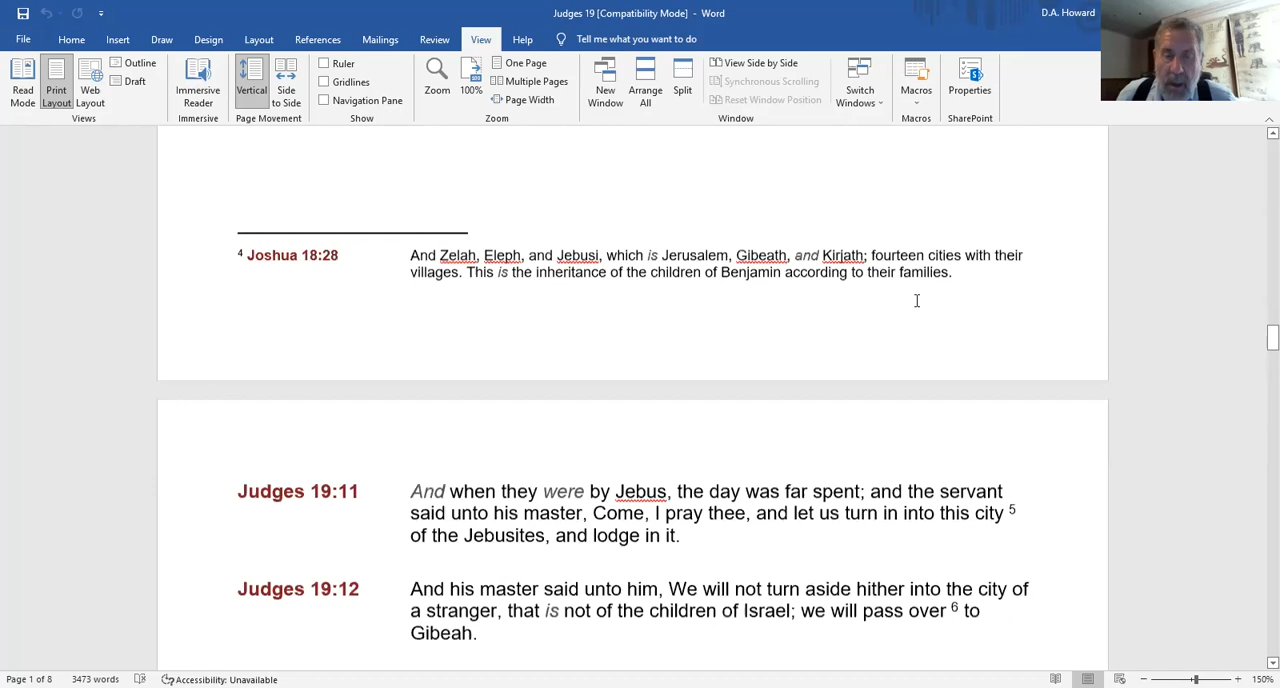 Judges 19 [Compatibility Mode] - Word
D.A. Howard
File Home Insert Draw Design Layout References Mailings Review View Help Tell me what you want to do
Read Mode
Print Layout
Web Layout
Outline
Draft
Views
Immersive Reader
Immersive
Vertical
Side to Side
Page Movement
Ruler
Gridlines
Navigation Pane
Show
Zoom
100%
One Page
Multiple Pages
Page Width
Zoom
New Window
Arrange All
Split
View Side by Side
Synchronous Scrolling
Reset Window Position
Switch Windows
Window
Macros
Macros
Properties
SharePoint
4 Joshua 18:28 And Zelah, Eleph, and Jebusi, which is Jerusalem, Gibeath, and Kirjath; fourteen cities with their
villages. This is the inheritance of the children of Benjamin according to their families.
Judges 19:11 And when they were by Jebus, the day was far spent; and the servant
said unto his master, Come, I pray thee, and let us turn in into this city 5
of the Jebusites, and lodge in it.
Judges 19:12 And his master said unto him, We will not turn aside hither into the city of
a stranger, that is not of the children of Israel; we will pass over 6 to
Gibeah.
Page 1 of 8 3473 words Accessibility: Unavailable 150%